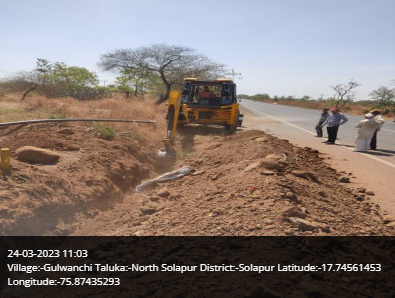 24-03-2023 11:03
Village:-Gulwanchi Taluka:-North Solapur District:-Solapur Latitude:-17.74561453
Longitude:-75.87435293